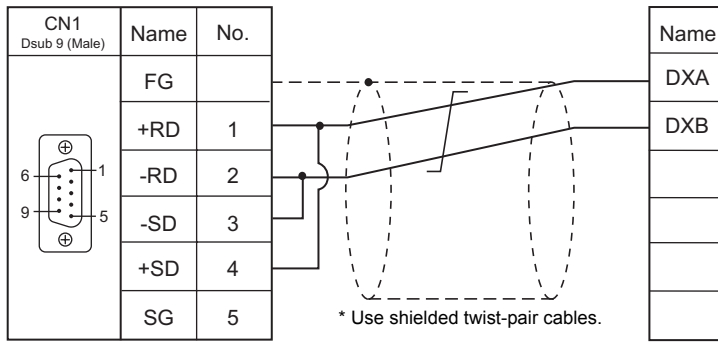 CN1
Dsub 9 (Male)
Name
No.
Name
FG
DXA
+RD
1
DXB
-RD
2
6
1
-SD
3
9
5
+SD
4
SG
5
* Use shielded twist-pair cables.